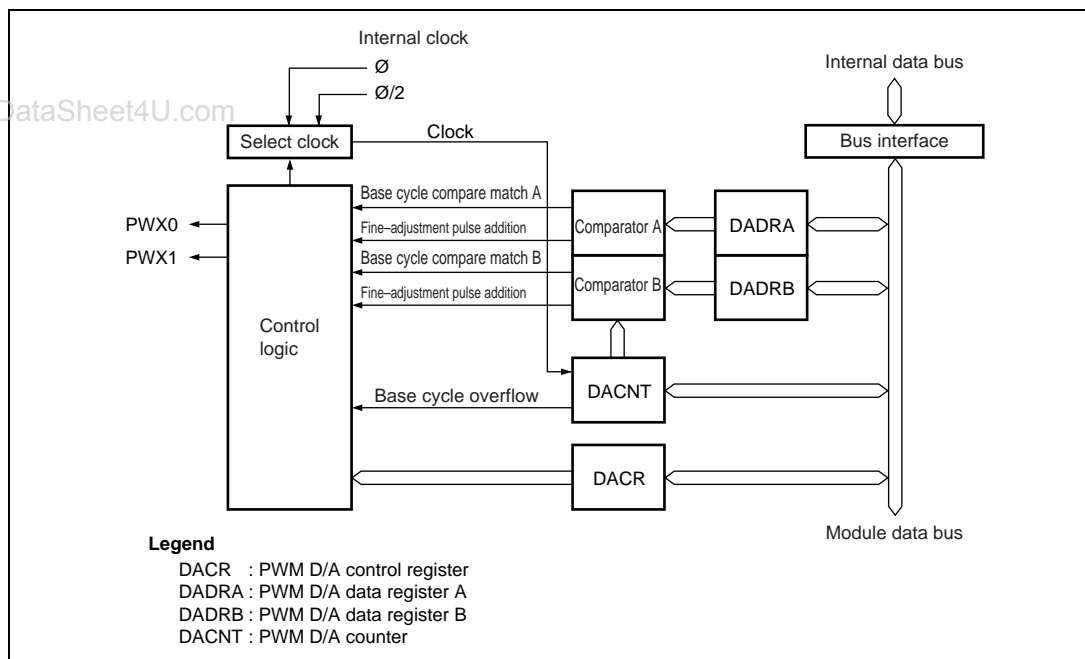 Internal clock
Ø
Ø/2
Internal data bus
DataSheet4U.com
Select clock
Clock
Bus interface
Base cycle compare match A
PWX0
Fine–adjustment pulse addition
Comparator A
DADRA
PWX1
Base cycle compare match B
Fine–adjustment pulse addition
Comparator B
DADRB
Control
logic
DACNT
Base cycle overflow
DACR
Module data bus
Legend
DACR : PWM D/A control register
DADRA : PWM D/A data register A
DADRB : PWM D/A data register B
DACNT : PWM D/A counter